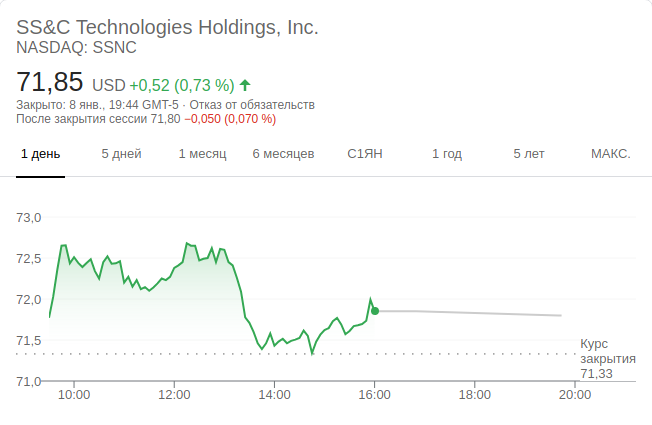 SS&C Technologies Holdings, Inc.
NASDAQ: SSNC
71,85 USD +0,52 (0,73 %)
Закрыто: 8 янв., 19:44 GMT-5 · Отказ от обязательств
После закрытия сессии 71,80 −0,050 (0,070 %)
1 день 5 дней 1 месяц 6 месяцев С1ЯН 1 год 5 лет МАКС.
73,0
72,5
72,0
71,5
71,0
Курс
закрытия
71,33
10:00 12:00 14:00 16:00 18:00 20:00